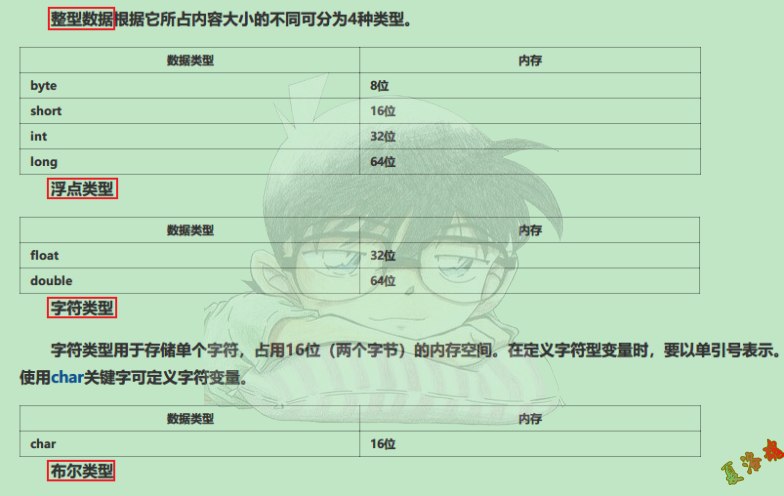 整型数据根据它所占内容大小的不同可分为4种类型。
数据类型 内存
byte 8位
short 16位
int 32位
long 64位
浮点类型
数据类型 内存
float 32位
double 64位
字符类型
字符类型用于存储单个字符，占用16位（两个字节）的内存空间。在定义字符型变量时，要以单引号表示。
使用char关键字可定义字符变量。
数据类型 内存
char 16位
布尔类型